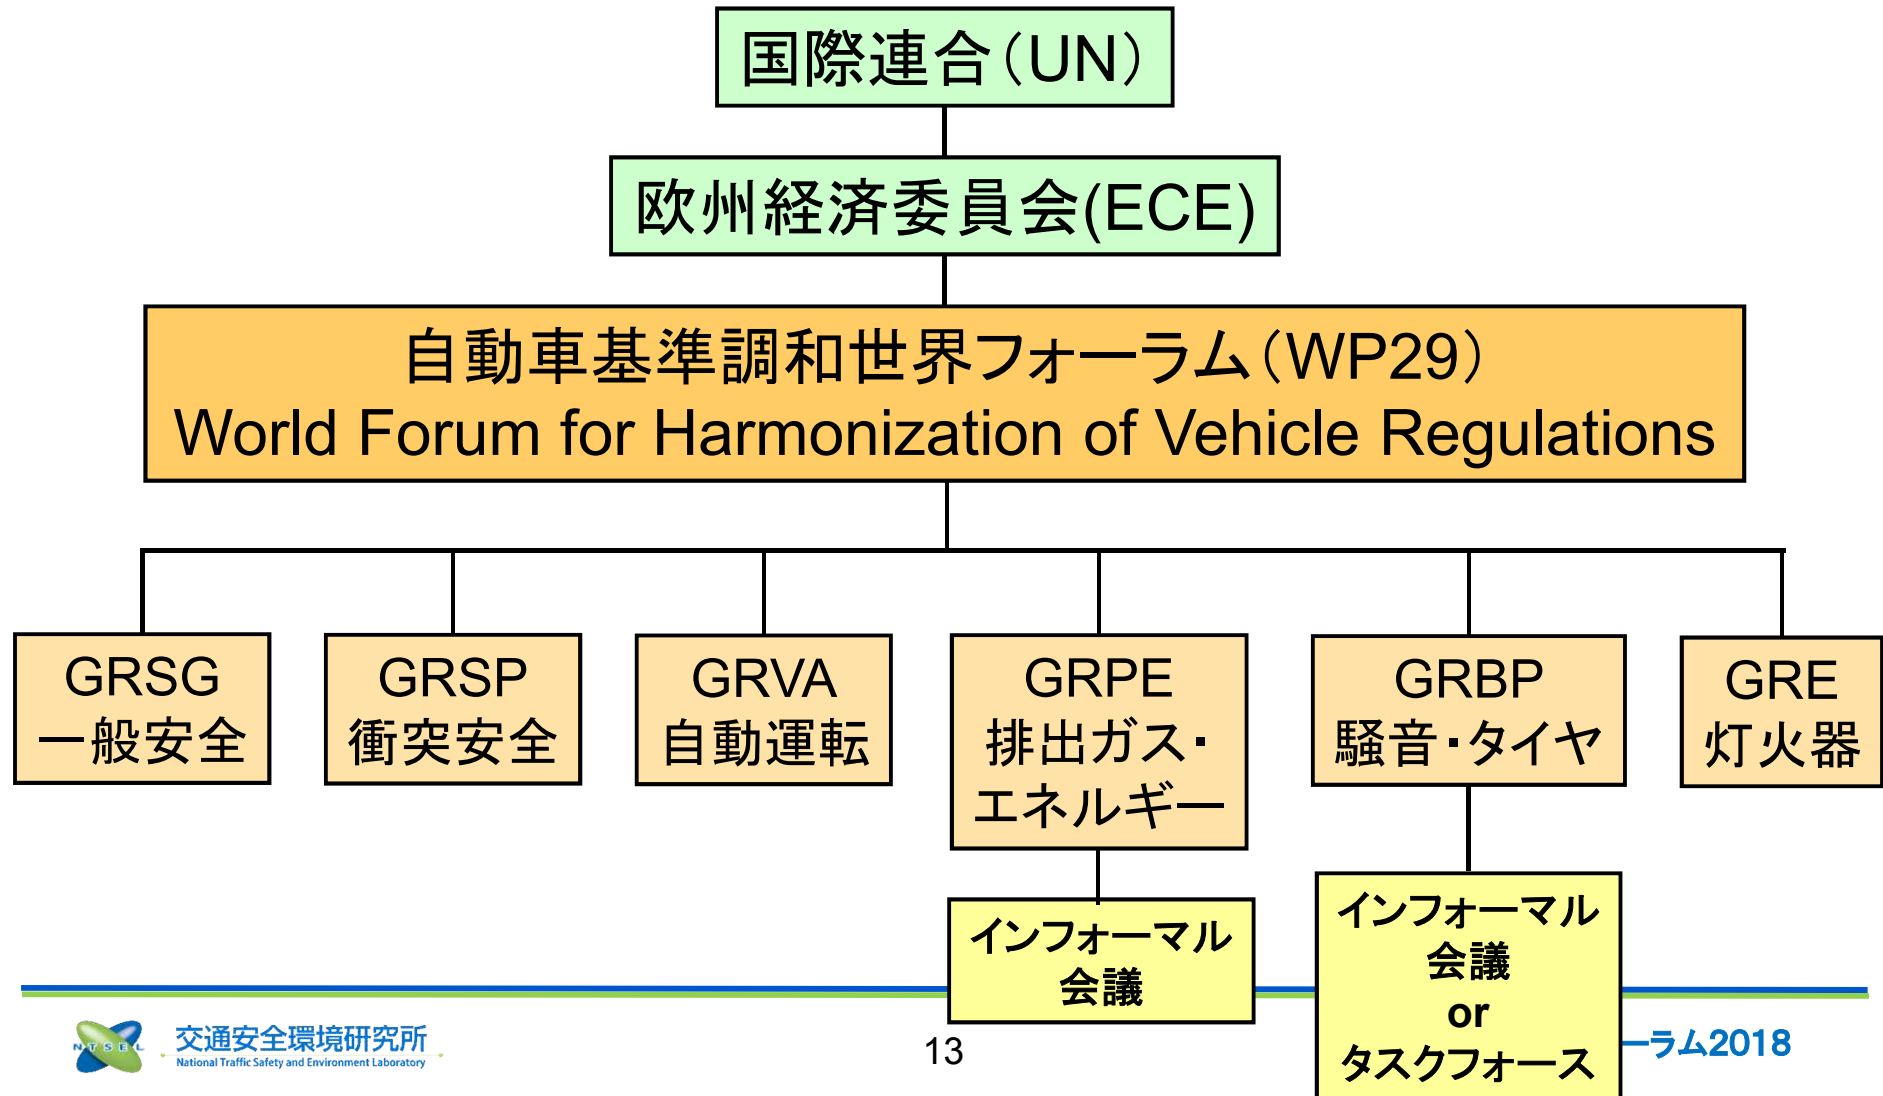 国際連合（UN）
欧州経済委員会(ECE)
自動車基準調和世界フォーラム（WP29）
World Forum for Harmonization of Vehicle Regulations
GRSG
一般安全
GRSP
衝突安全
GRVA
自動運転
GRPE
排出ガス・
エネルギー
GRBP
騒音・タイヤ
GRE
灯火器
インフォーマル
会議
インフォーマル
会議
or
タスクフォース
NTSEL
交通安全環境研究所
National Traffic Safety and Environment Laboratory
13
ーラム2018